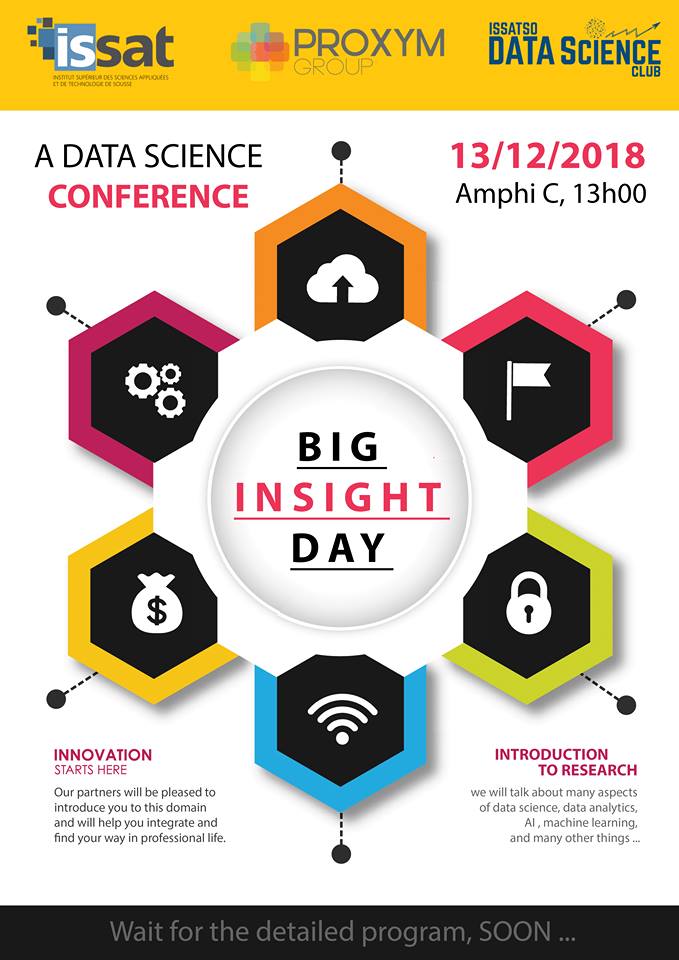 issat
INSTITUT SUPÉRIEUR DES SCIENCES APPLIQUÉES
ET DE TECHNOLOGIE DE SOUSSE
PROXYM
GROUP
ISSATSO
DATA SCIENCE
CLUB
A DATA SCIENCE
CONFERENCE
13/12/2018
Amphi C, 13h00
BIG
INSIGHT
DAY
$
INNOVATION
STARTS HERE
Our partners will be pleased to
introduce you to this domain
and will help you integrate and
find your way in professional life.
INTRODUCTION
TO RESEARCH
we will talk about many aspects
of data science, data analytics,
AI , machine learning,
and many other things ...
Wait for the detailed program, SOON ...